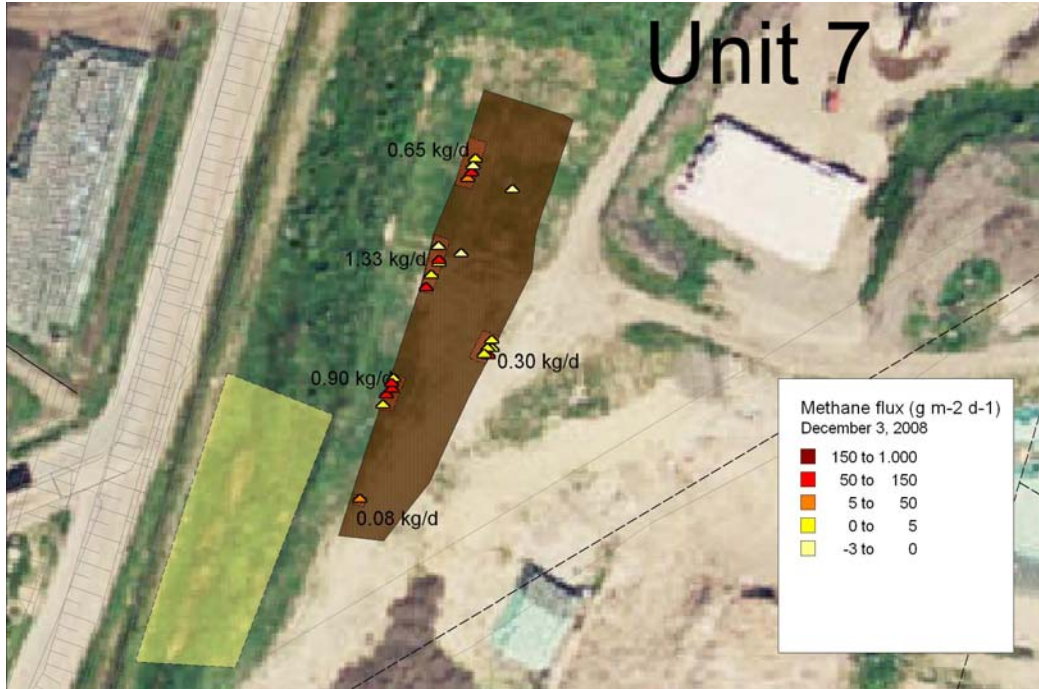 Unit 7
0.65 kg/d
1.33 kg/d
0.30 kg/d
0.90 kg/d
0.08 kg/d
Methane flux (g m-2 d-1)
December 3, 2008
150 to 1.000
50 to 150
5 to 50
0 to 5
-3 to 0